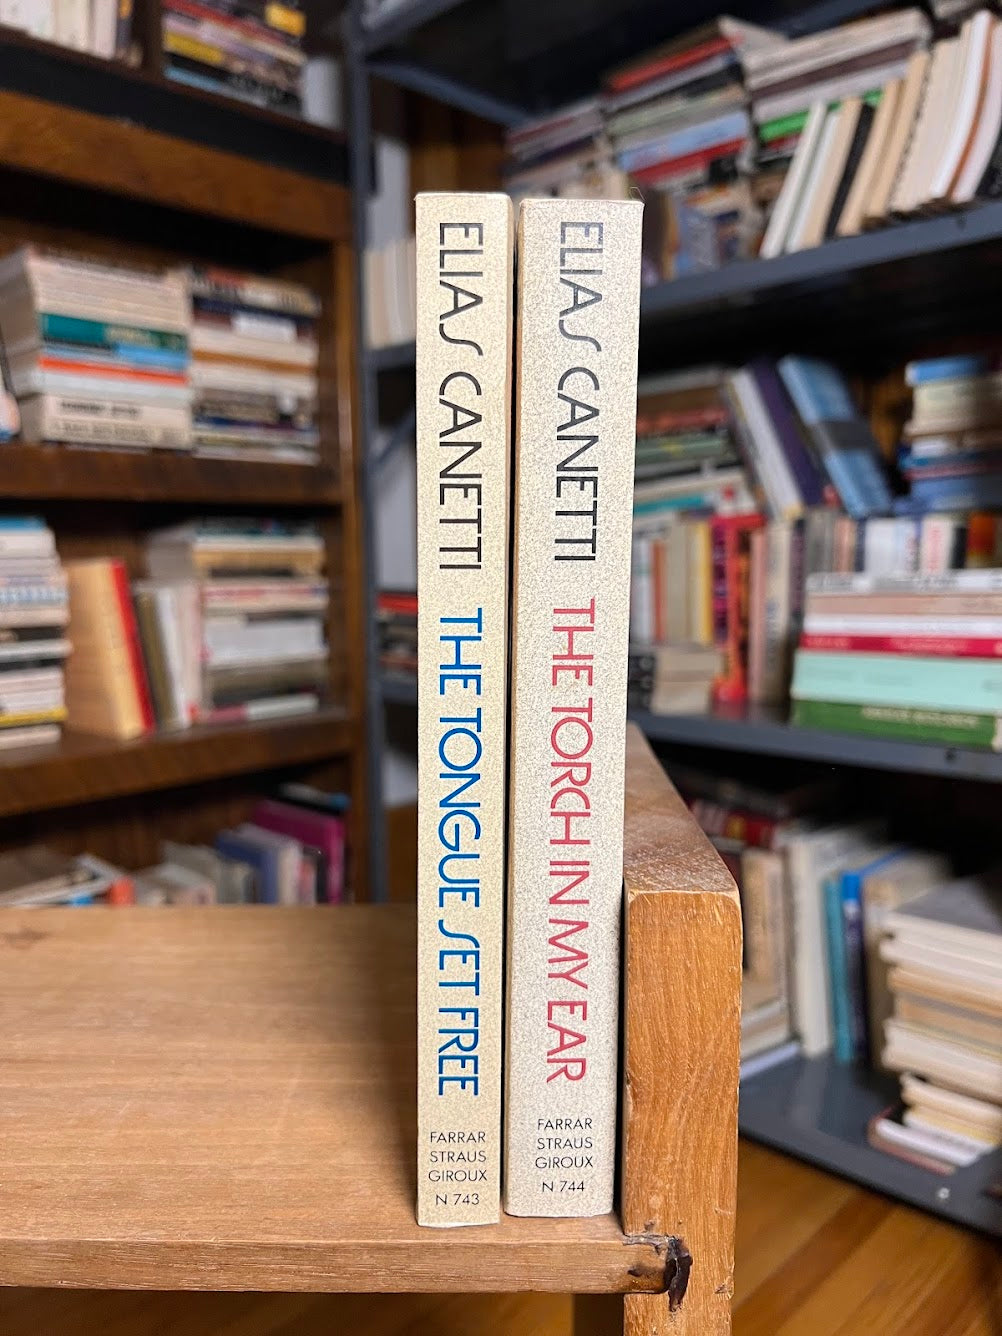 ELIAS CANETTI THE TONGUE SET FREE
FARRAR
STRAUS
GIROUX
N 743
ELIAS CANETTI THE TORCH IN MY EAR
FARRAR
STRAUS
GIROUX
N 744